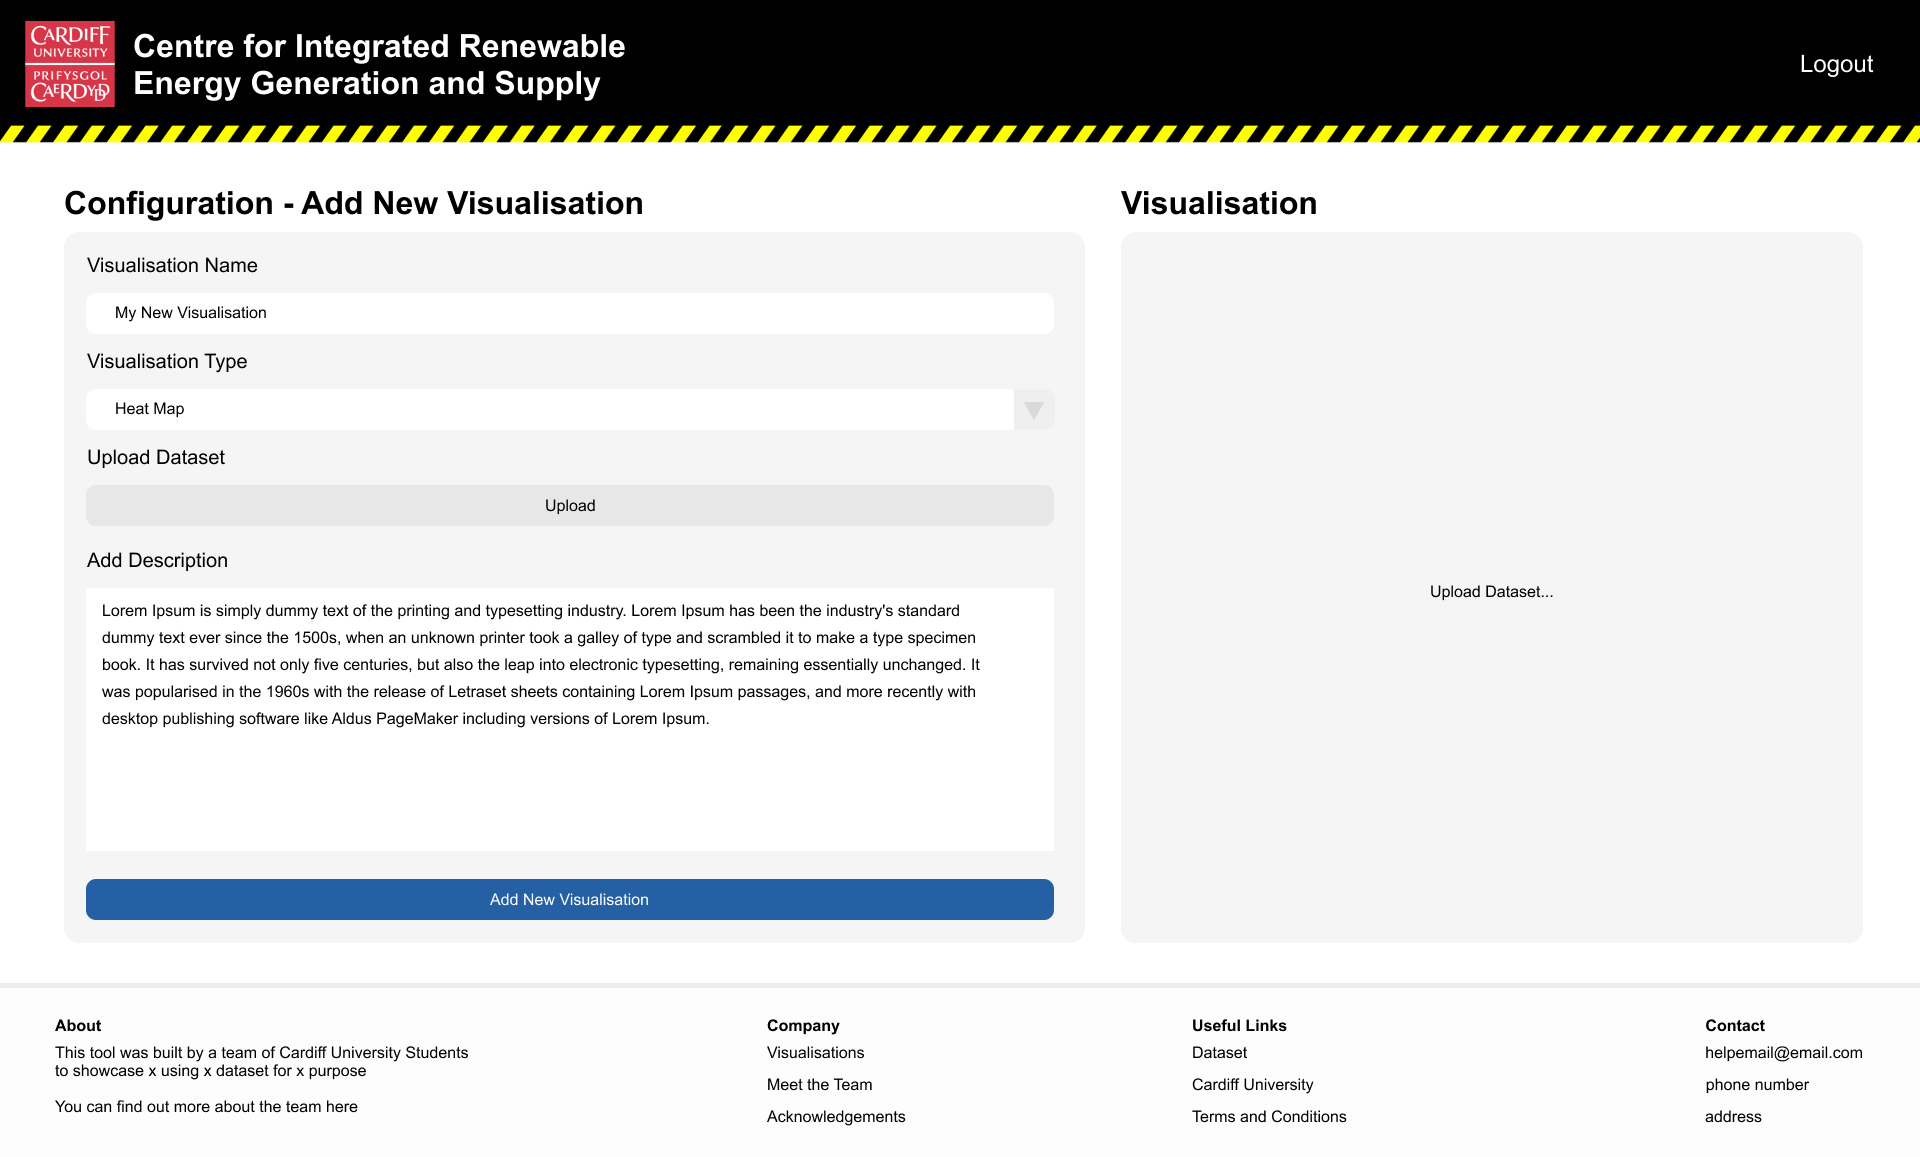 CARDIFF
UNIVERSITY
PRIFYSGOL
CAERDYDD
Centre for Integrated Renewable
Energy Generation and Supply
Logout
Configuration - Add New Visualisation
Visualisation Name
My New Visualisation
Visualisation Type
Heat Map
Upload Dataset
Upload
Add Description
Lorem Ipsum is simply dummy text of the printing and typesetting industry. Lorem Ipsum has been the industry's standard
dummy text ever since the 1500s, when an unknown printer took a galley of type and scrambled it to make a type specimen
book. It has survived not only five centuries, but also the leap into electronic typesetting, remaining essentially unchanged. It
was popularised in the 1960s with the release of Letraset sheets containing Lorem Ipsum passages, and more recently with
desktop publishing software like Aldus PageMaker including versions of Lorem Ipsum.
Add New Visualisation
Visualisation
Upload Dataset...
About
This tool was built by a team of Cardiff University Students
to showcase x using x dataset for x purpose
You can find out more about the team here
Company
Visualisations
Meet the Team
Acknowledgements
Useful Links
Dataset
Cardiff University
Terms and Conditions
Contact
helpemail@email.com
phone number
address